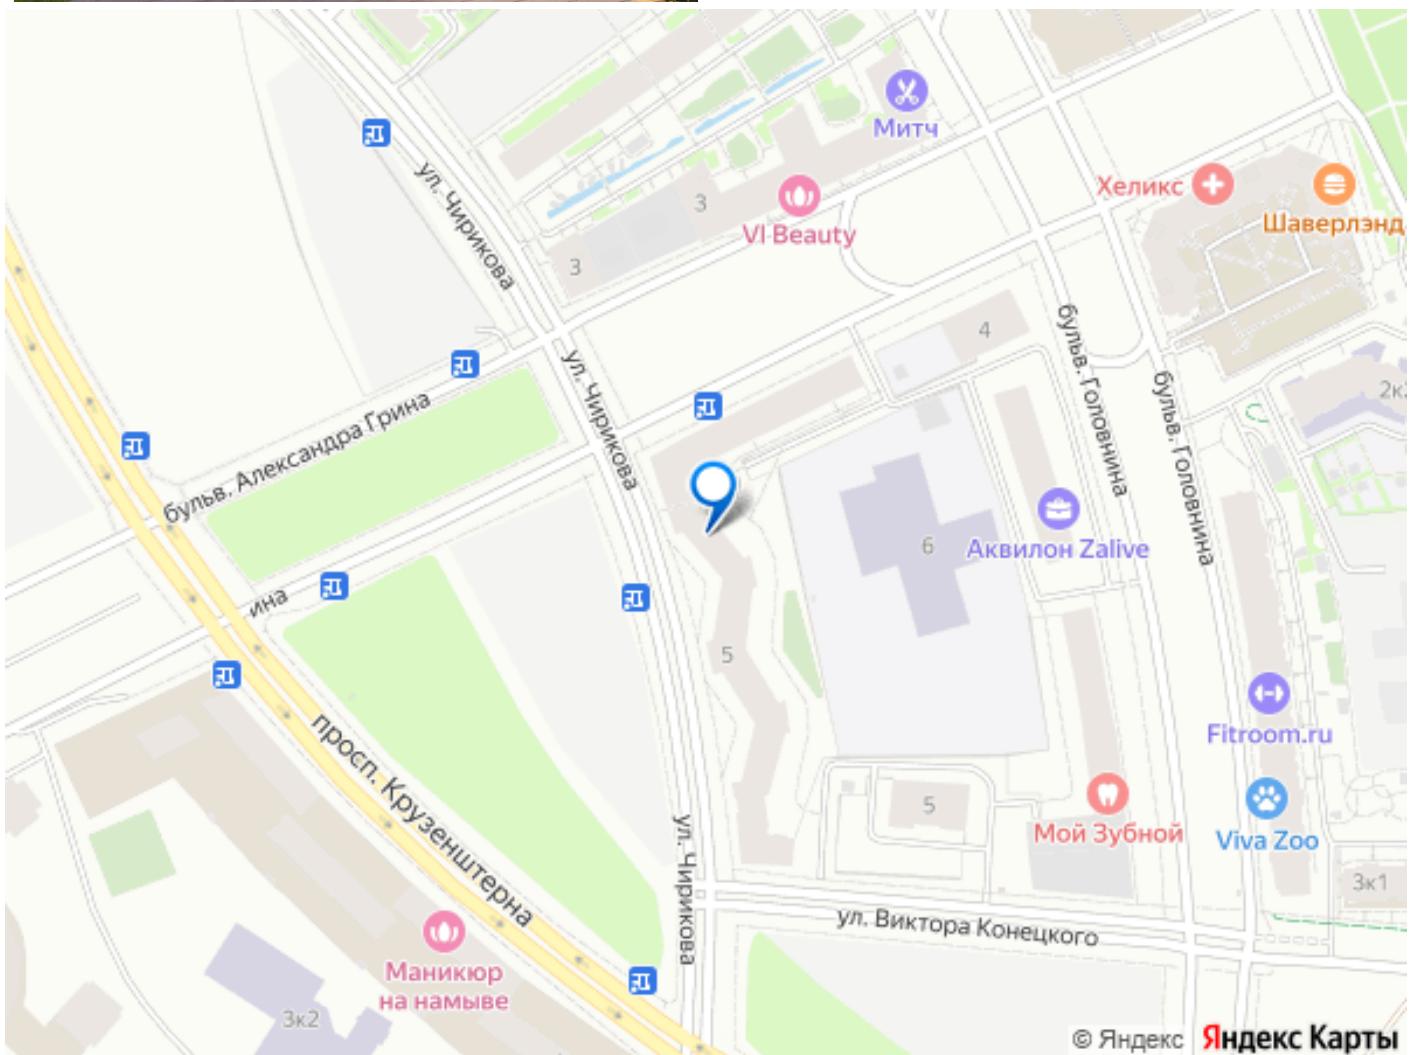 Митч
ул. Чирикова
Хеликс
Шаверлэнд
3
VI Beauty
3
4
бульв. Головнина
ул. Чирикова
2к
бульв. Александра Грина
бульв. Головнина
6
Аквилон Zalive
ина
5
Fitroom.ru
просп. Крузенштерна
5
Мой Зубной
Viva Zoo
ул. Чирикова
3к1
ул. Виктора Конецкого
Маникюр
на намыве
3к2
© Яндекс Яндекс Карты